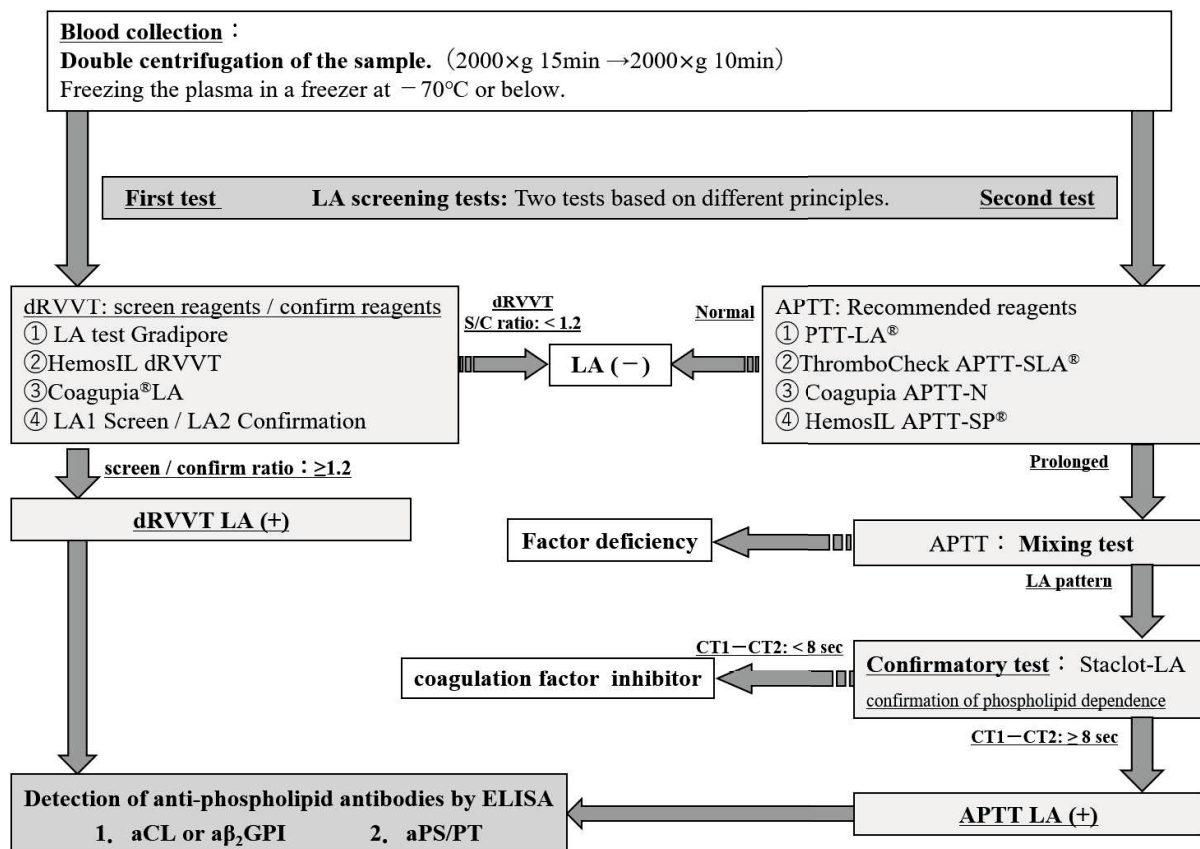 Blood collection：
Double centrifugation of the sample.（2000×g 15min →2000×g 10min）
Freezing the plasma in a freezer at －70℃ or below.
First test LA screening tests: Two tests based on different principles. Second test
dRVVT: screen reagents / confirm reagents
① LA test Gradipore
②HemosIL dRVVT
③Coagupia®LA
④ LA1 Screen / LA2 Confirmation
dRVVT
S/C ratio: < 1.2
LA (－)
Normal
APTT: Recommended reagents
① PTT-LA®
②ThromboCheck APTT-SLA®
③ Coagupia APTT-N
④ HemosIL APTT-SP®
screen / confirm ratio：≥1.2
dRVVT LA (+)
Prolonged
Factor deficiency
APTT： Mixing test
LA pattern
CT1－CT2: < 8 sec
coagulation factor inhibitor
Confirmatory test： Staclot-LA
confirmation of phospholipid dependence
CT1－CT2: ≥ 8 sec
Detection of anti-phospholipid antibodies by ELISA
1. aCL or aβ₂GPI 2. aPS/PT
APTT LA (+)